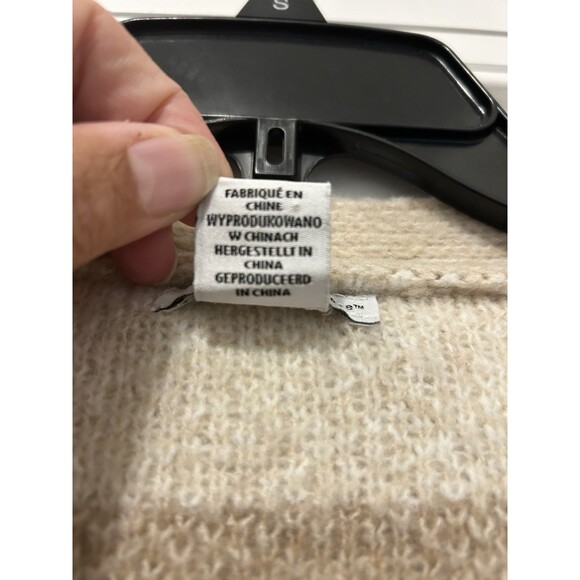 S
FABRIQUÉ EN
CHINE
WYPRODUKOWANO
W CHINACH
HERGESTELLT IN
CHINA
GEPRODUCEERD
IN CHINA